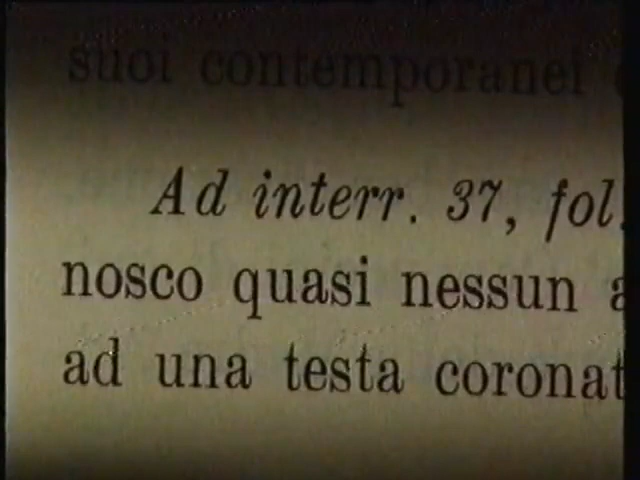 suoi contemporanei
Ad interr. 37, fol.
nosco quasi nessun a
ad una testa coronat